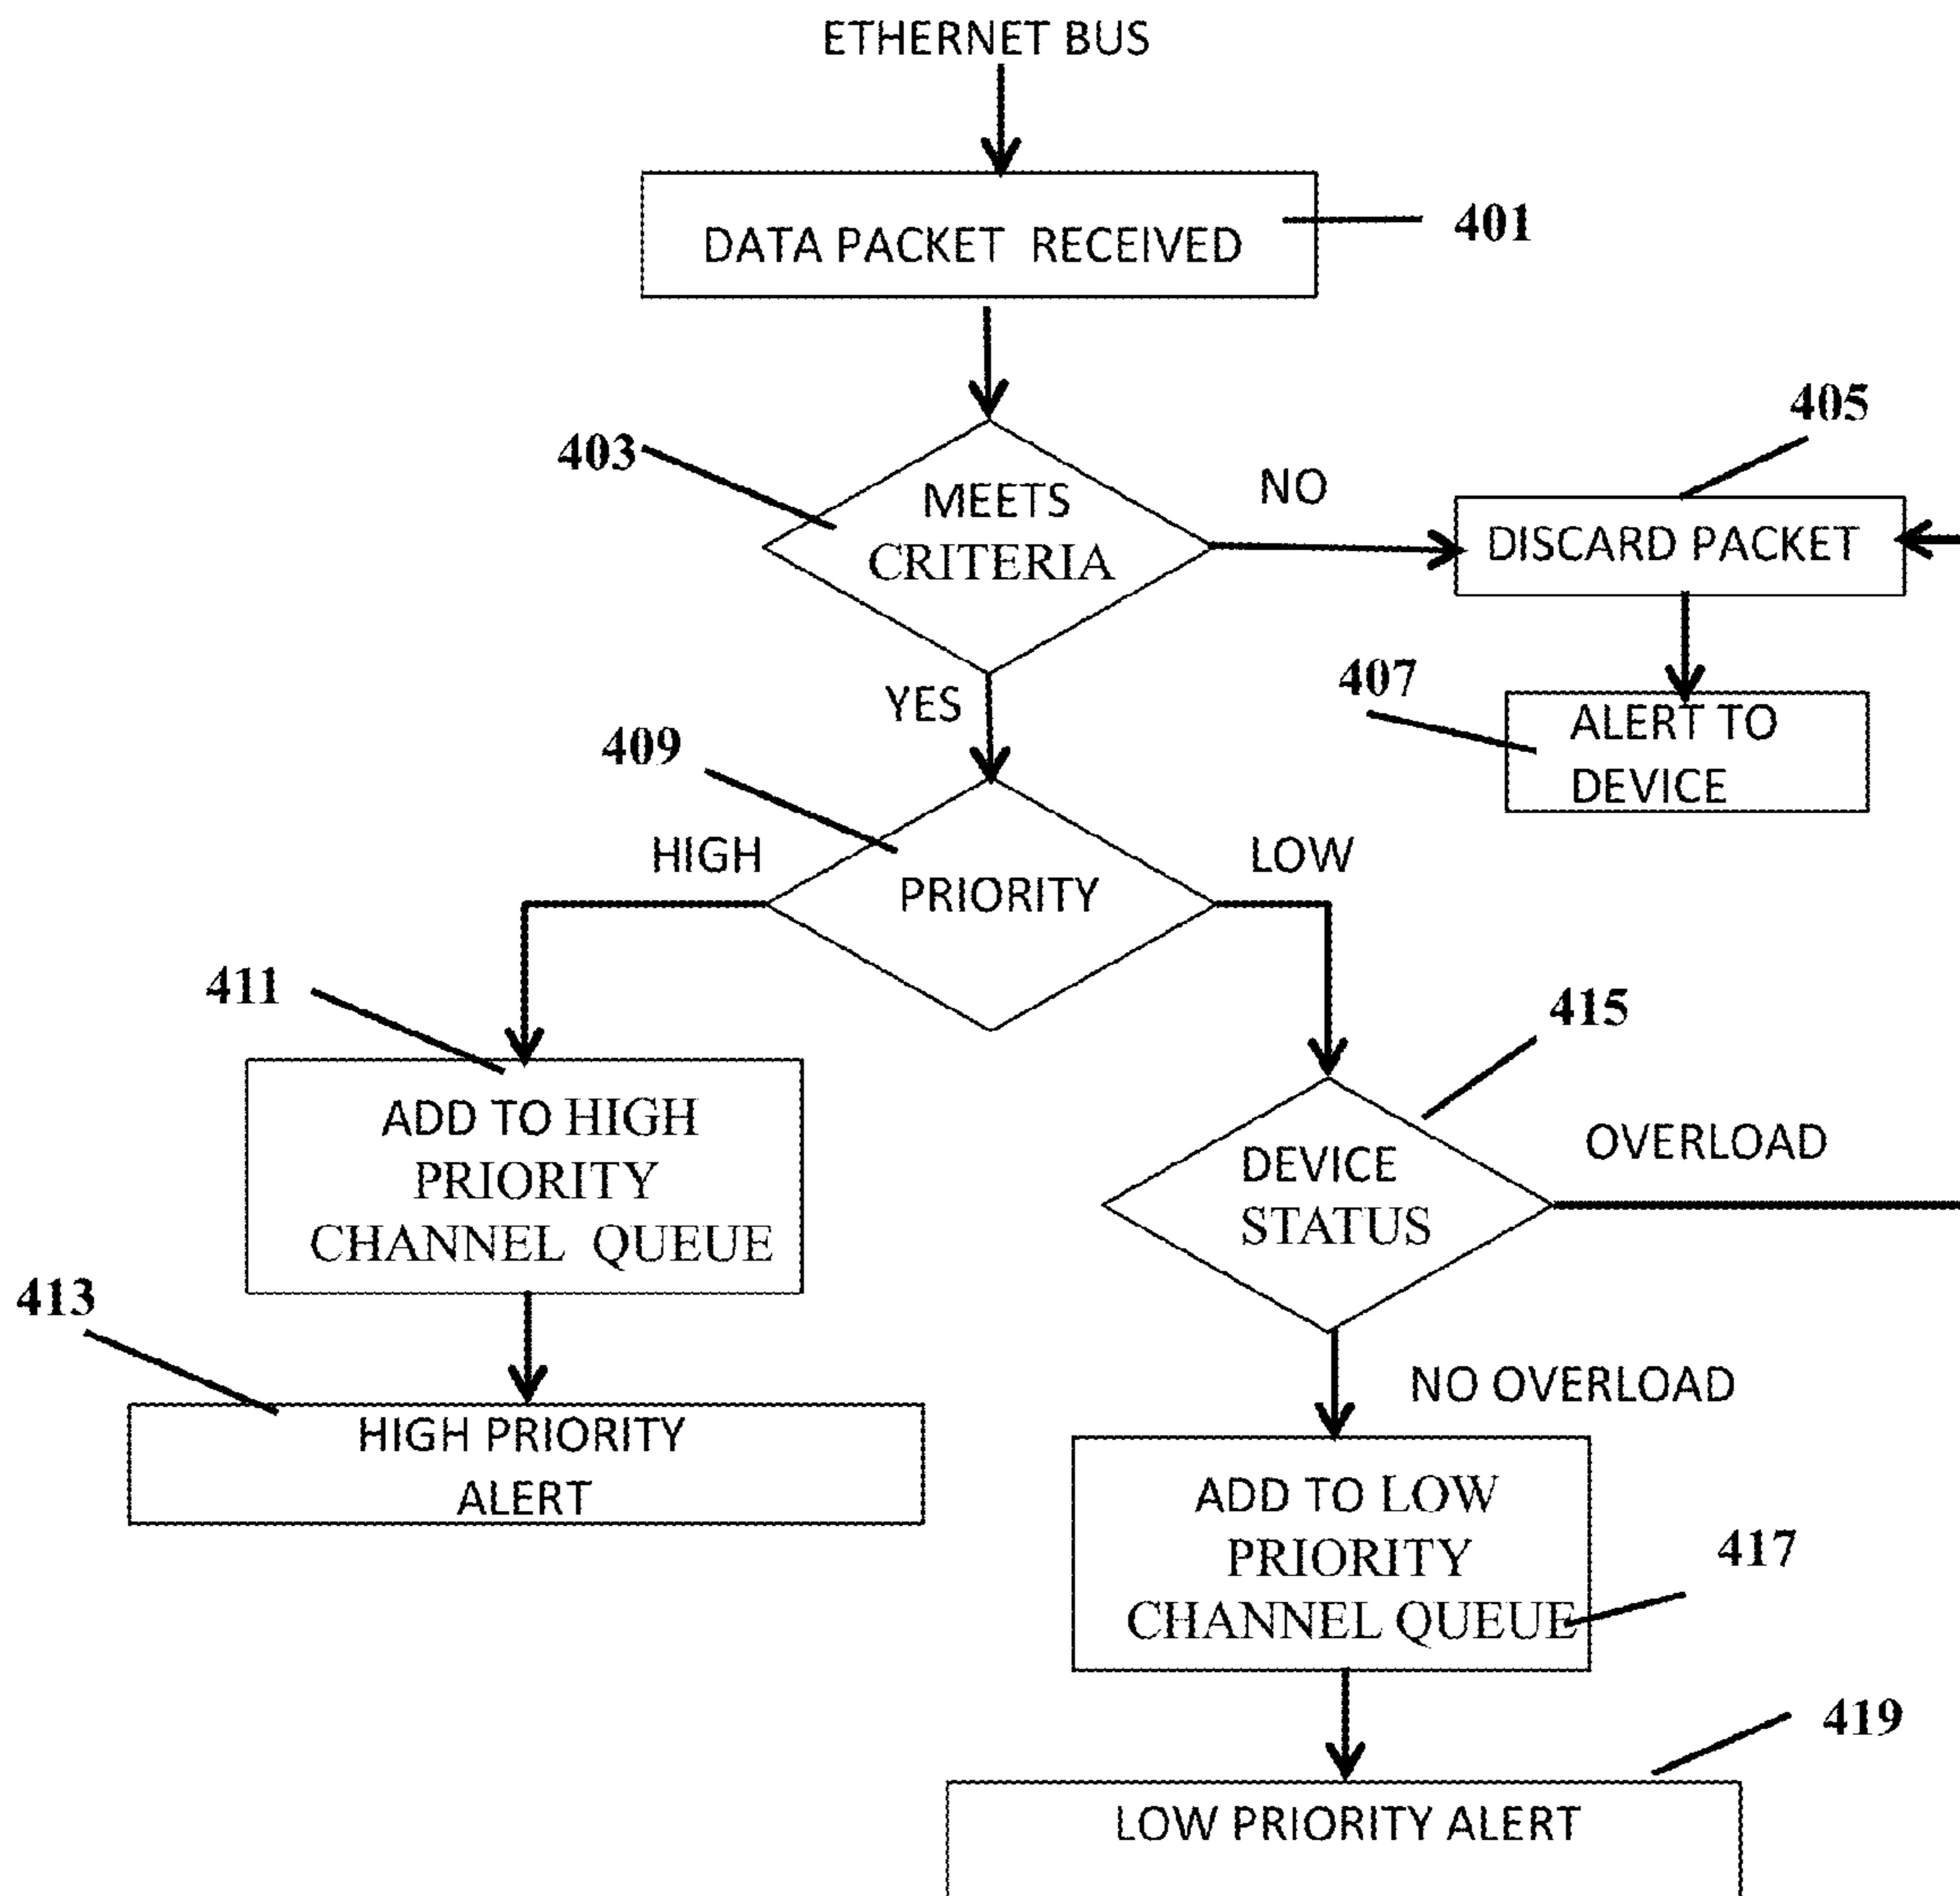 ETHERNET BUS
DATA PACKET RECEIVED
401
403
MEETS
CRITERIA
NO
405
DISCARD PACKET
YES
407
ALERT TO
DEVICE
409
HIGH
PRIORITY
LOW
411
ADD TO HIGH
PRIORITY
CHANNEL QUEUE
415
DEVICE
STATUS
OVERLOAD
413
HIGH PRIORITY
ALERT
NO OVERLOAD
ADD TO LOW
PRIORITY
CHANNEL QUEUE
417
419
LOW PRIORITY ALERT